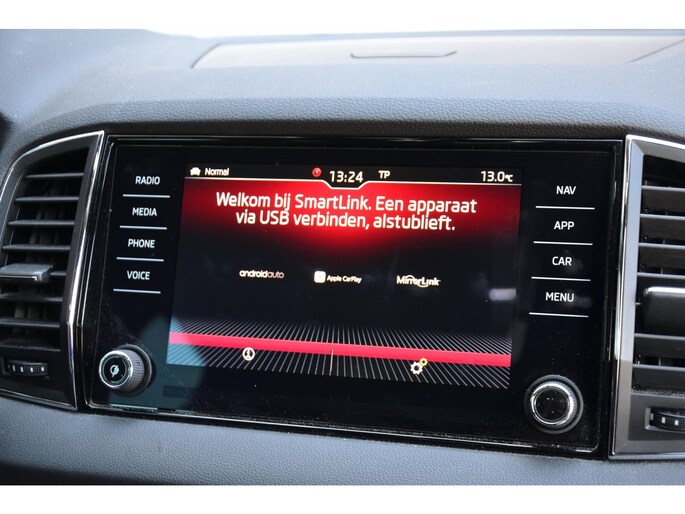 RADIO
MEDIA
PHONE
VOICE
Normal 13:24 TP 13.0°C
Welkom bij SmartLink. Een apparaat
via USB verbinden, alstublieft.
androidauto Apple CarPlay MirrorLink
NAV
APP
CAR
MENU